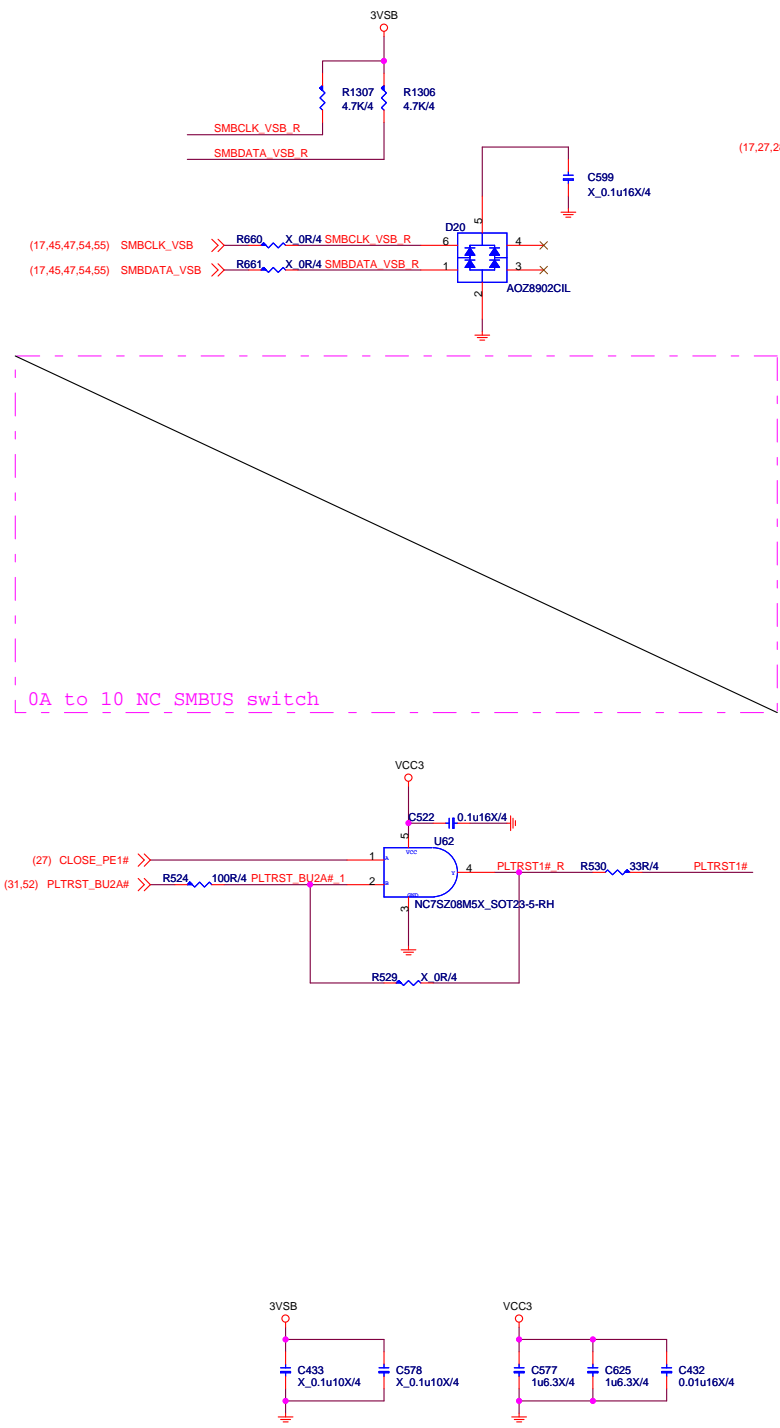 3VSB
R1307 R1306
4.7K/4 4.7K/4
SMBCLK_VSB_R
SMBDATA_VSB_R
(17,27,2
C599
X_0.1u16X/4
D20
5
(17,45,47,54,55) SMBCLK_VSB R660 X_0R/4 SMBCLK_VSB_R 6 4
(17,45,47,54,55) SMBDATA_VSB R661 X_0R/4 SMBDATA_VSB_R 1 3
2
AOZ8902CIL
0A to 10 NC SMBUS switch
VCC3
C522 0.1u16X/4
5
U62
VCC
(27) CLOSE_PE1# 1 A
Y 4 PLTRST1#_R R530 33R/4 PLTRST1#
(31,52) PLTRST_BU2A# R524 100R/4 PLTRST_BU2A#_1 2 B
GND
3
NC7SZ08M5X_SOT23-5-RH
R529 X_0R/4
3VSB VCC3
C433 C578 C577 C625 C432
X_0.1u10X/4 X_0.1u10X/4 1u6.3X/4 1u6.3X/4 0.01u16X/4